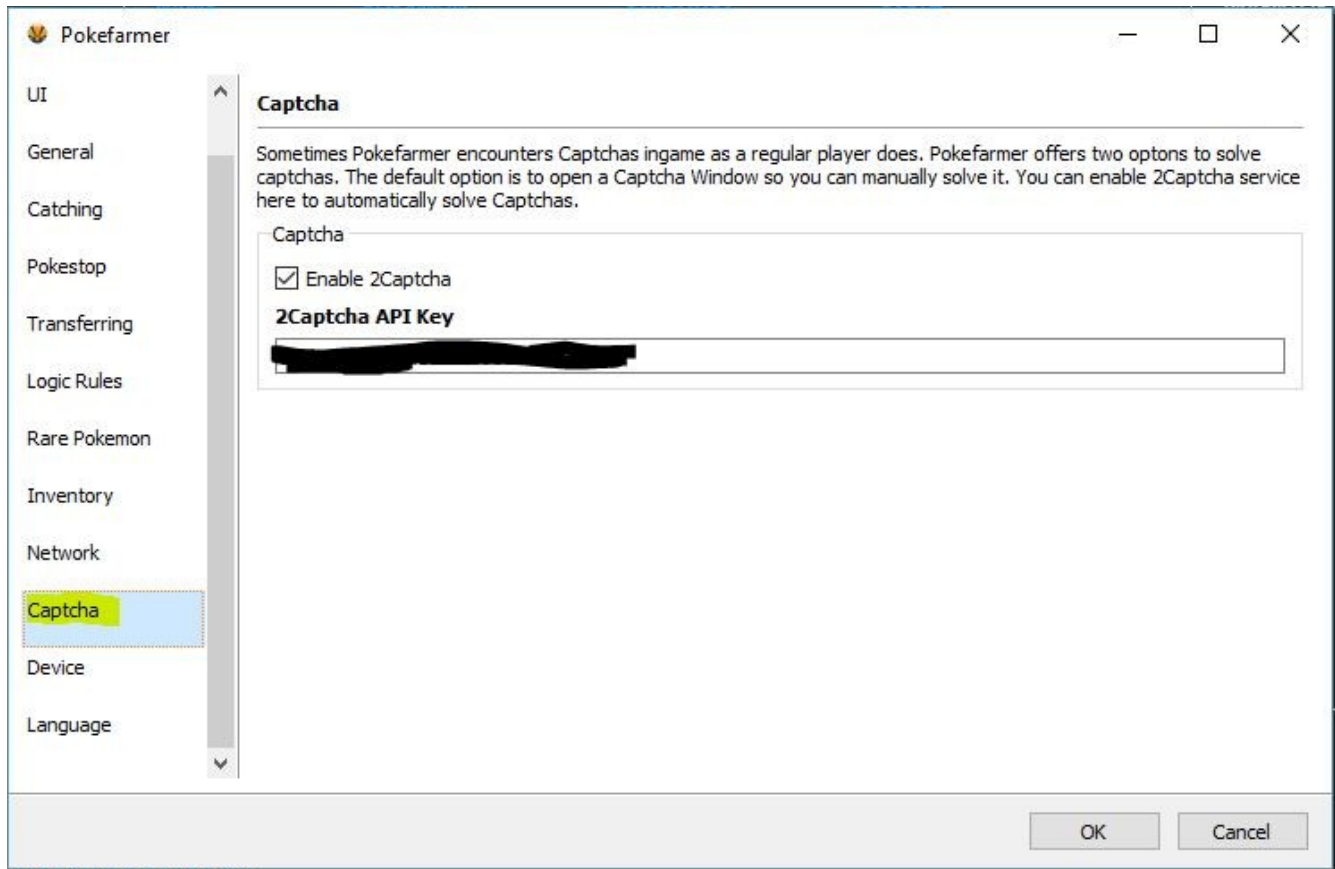 Pokefarmer
UI
General
Catching
Pokestop
Transferring
Logic Rules
Rare Pokemon
Inventory
Network
Captcha
Device
Language
Captcha
Sometimes Pokefarmer encounters Captchas ingame as a regular player does. Pokefarmer offers two optons to solve
captchas. The default option is to open a Captcha Window so you can manually solve it. You can enable 2Captcha service
here to automatically solve Captchas.
Captcha
Enable 2Captcha
2Captcha API Key
OK
Cancel